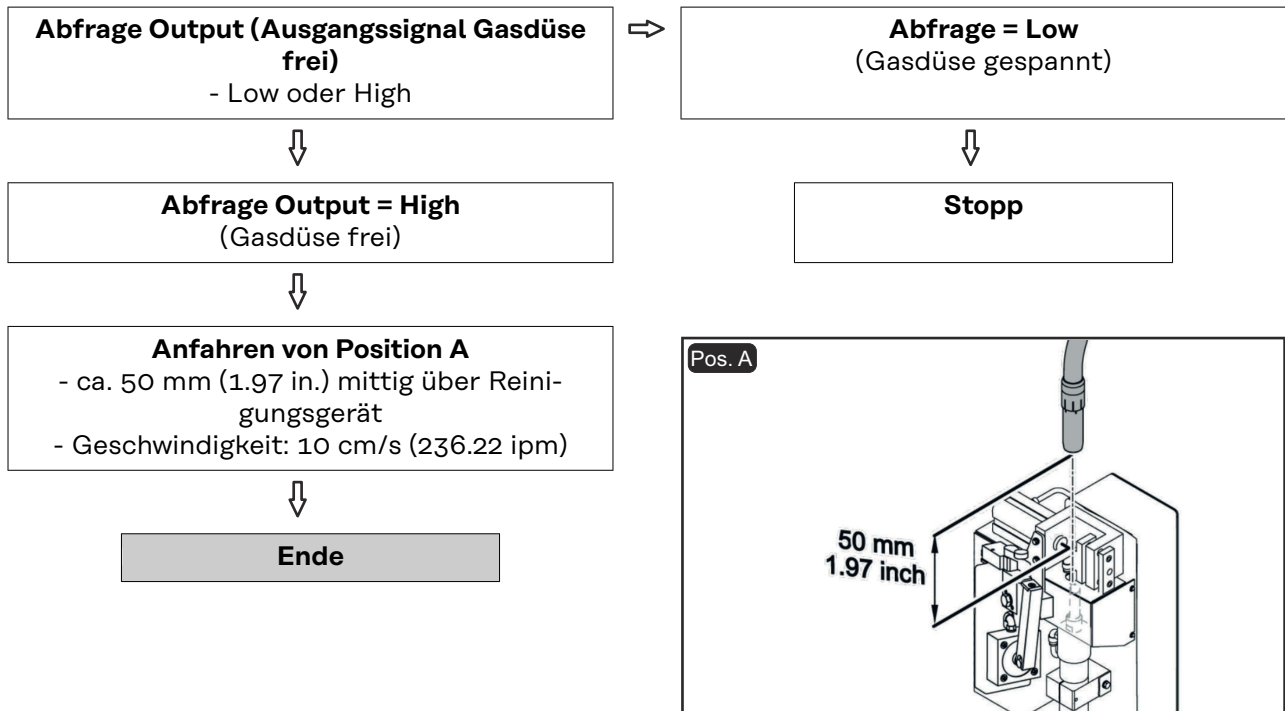 Abfrage Output (Ausgangssignal Gasdüse
frei)
- Low oder High
Abfrage = Low
(Gasdüse gespannt)
Abfrage Output = High
(Gasdüse frei)
Stopp
Anfahren von Position A
- ca. 50 mm (1.97 in.) mittig über Reini-
gungsgerät
- Geschwindigkeit: 10 cm/s (236.22 ipm)
Ende
Pos. A
50 mm
1.97 inch